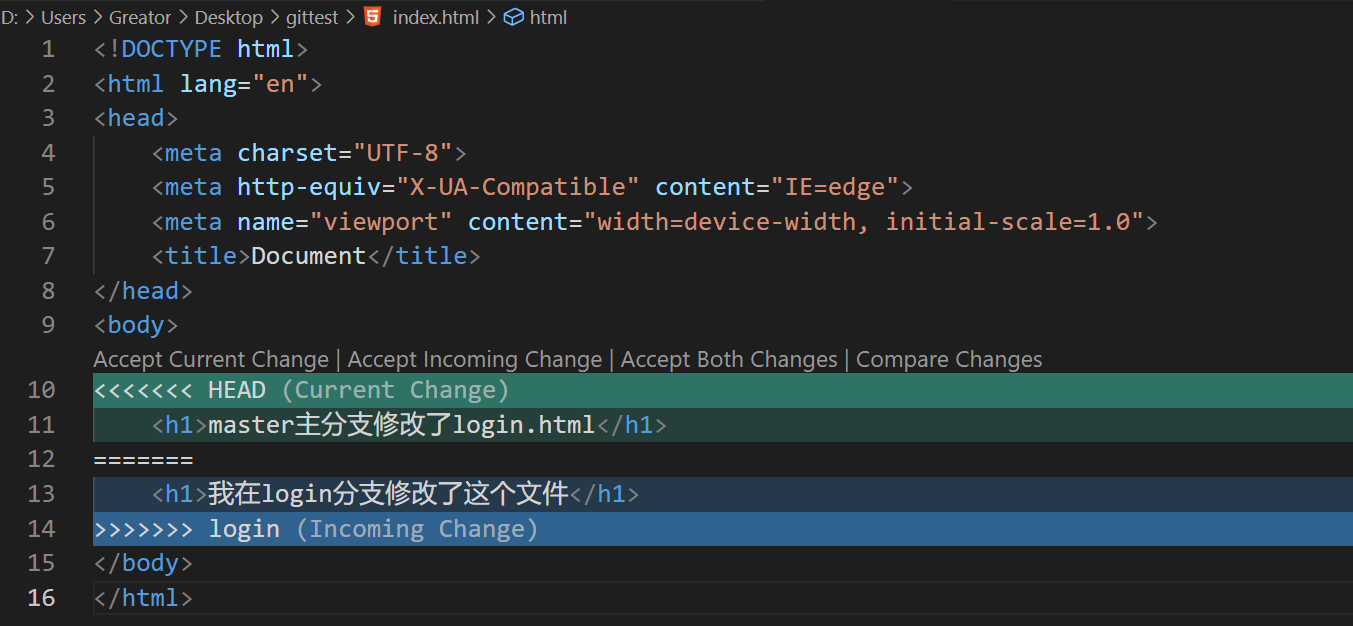 D: > Users > Greator > Desktop > gittest > index.html > html
1 <!DOCTYPE html>
2 <html lang="en">
3 <head>
4     <meta charset="UTF-8">
5     <meta http-equiv="X-UA-Compatible" content="IE=edge">
6     <meta name="viewport" content="width=device-width, initial-scale=1.0">
7     <title>Document</title>
8 </head>
9 <body>
Accept Current Change | Accept Incoming Change | Accept Both Changes | Compare Changes
10 <<<<<<< HEAD (Current Change)
11     <h1>master主分支修改了login.html</h1>
12 =======
13     <h1>我在login分支修改了这个文件</h1>
14 >>>>>>> login (Incoming Change)
15 </body>
16 </html>